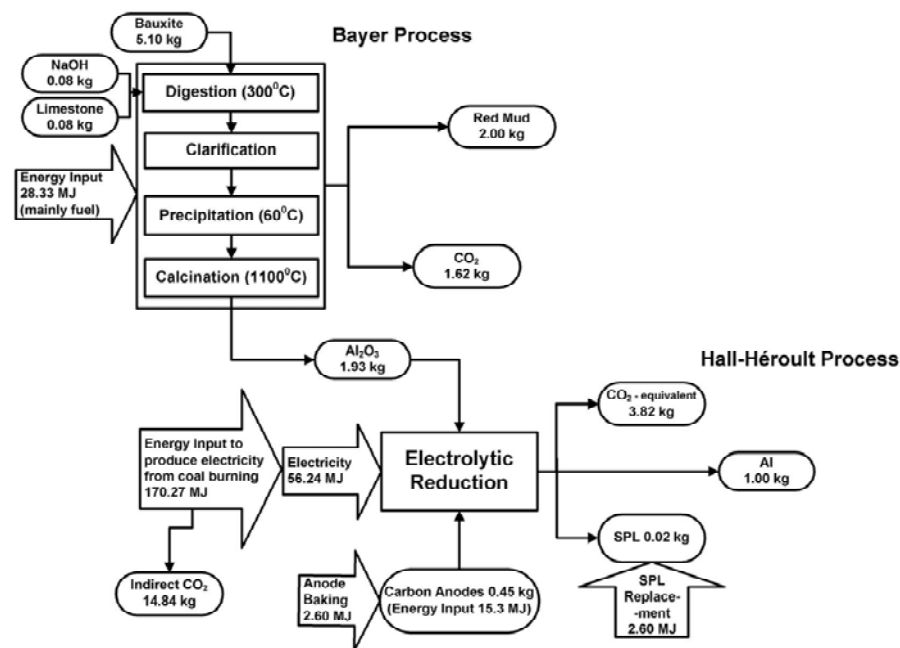 Bauxite
5.10 kg
Bayer Process
NaOH
0.08 kg
Limestone
0.08 kg
Digestion (300⁰C)
Clarification
Precipitation (60⁰C)
Calcination (1100⁰C)
Energy Input
28.33 MJ
(mainly fuel)
Red Mud
2.00 kg
CO₂
1.62 kg
Al₂O₃
1.93 kg
Hall-Héroult Process
CO₂ - equivalent
3.82 kg
Energy Input to
produce electricity
from coal burning
170.27 MJ
Electricity
56.24 MJ
Electrolytic
Reduction
Al
1.00 kg
SPL 0.02 kg
Indirect CO₂
14.84 kg
Anode
Baking
2.60 MJ
Carbon Anodes 0.45 kg
(Energy Input 15.3 MJ)
SPL
Replace-
-ment
2.60 MJ